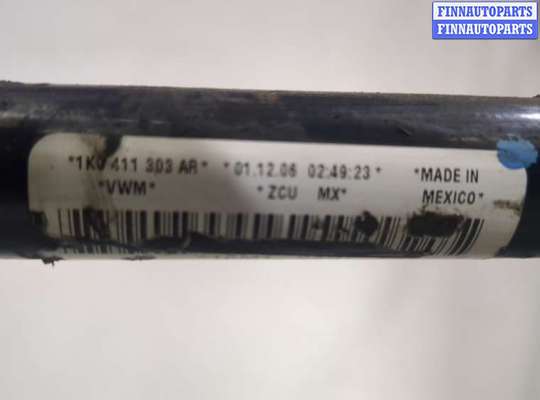 FINNAUTOPARTS
FINNAUTOPARTS
*1K0 411 303 AR* *01.12.06 02:49:23* *MADE IN
*VWM* *ZCU MX* MEXICO*